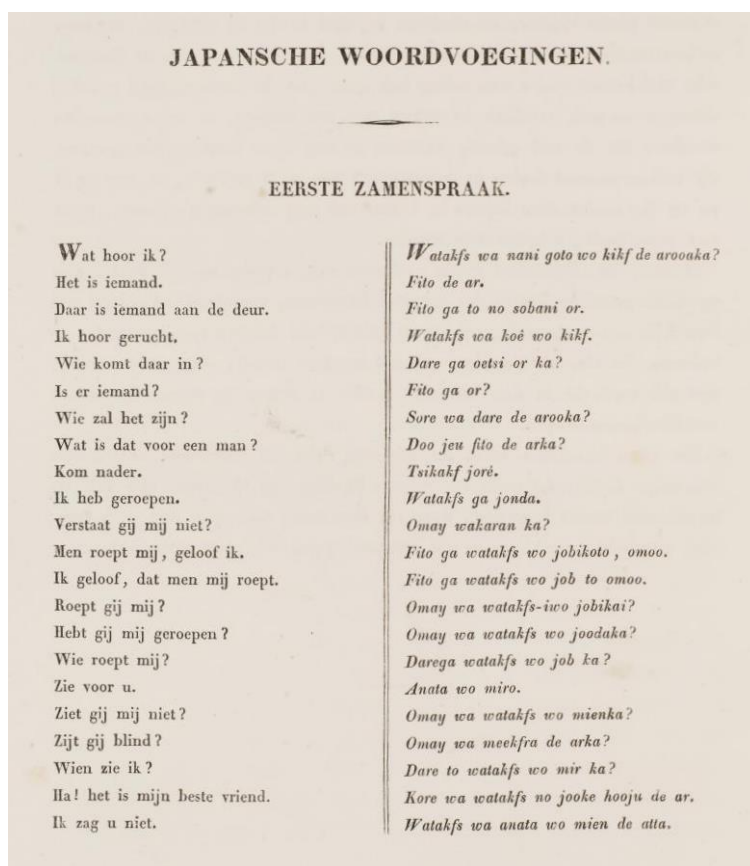 JAPANSCHE WOORDVOEGINGEN.
EERSTE ZAMENSPRAAK.
Wat hoor ik?
Het is iemand.
Daar is iemand aan de deur.
Ik hoor gerucht.
Wie komt daar in?
Is er iemand?
Wie zal het zijn?
Wat is dat voor een man?
Kom nader.
Ik heb geroepen.
Verstaat gij mij niet?
Men roept mij, geloof ik.
Ik geloof, dat men mij roept.
Roept gij mij?
Hebt gij mij geroepen?
Wie roept mij?
Zie voor u.
Ziet gij mij niet?
Zijt gij blind?
Wien zie ik?
Ha! het is mijn beste vriend.
Ik zag u niet.
Watakfs wa nani goto wo kikf de arooaka?
Fito de ar.
Fito ga to no sobani or.
Watakfs wa koê wo kikf.
Dare ga oetsi or ka?
Fito ga or?
Sore wa dare de arooka?
Doo jeu fito de arka?
Tsikakf joré.
Watakfs ga jonda.
Omay wakaran ka?
Fito ga watakfs wo jobikoto, omoo.
Fito ga watakfs wo job to omoo.
Omay wa watakfs-iwo jobikai?
Omay wa watakfs wo joodaka?
Darega watakfs wo job ka?
Anata wo miro.
Omay wa watakfs wo mienka?
Omay wa meekfra de arka?
Dare to watakfs wo mir ka?
Kore wa watakfs no jooke hooju de ar.
Watakfs wa anata wo mien de atta.